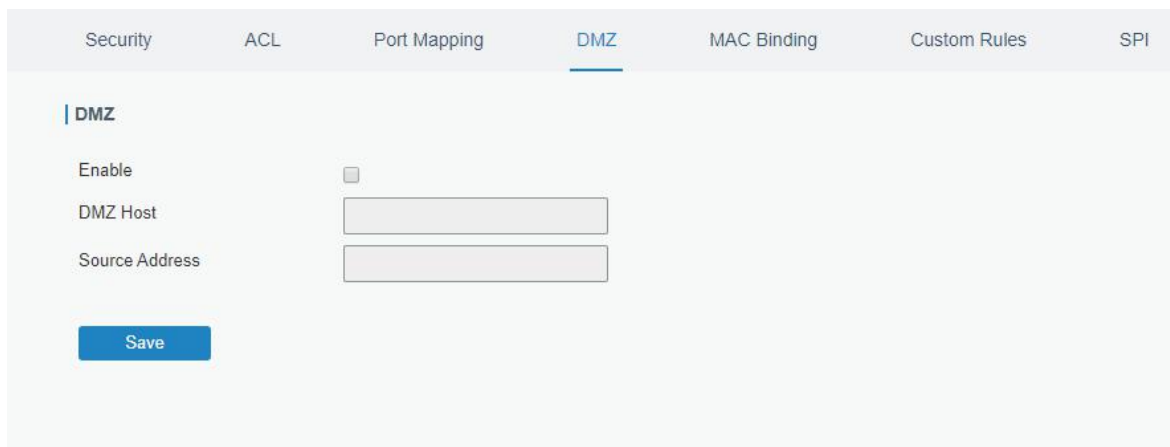 Security ACL Port Mapping DMZ MAC Binding Custom Rules SPI
DMZ
Enable
DMZ Host
Source Address
Save